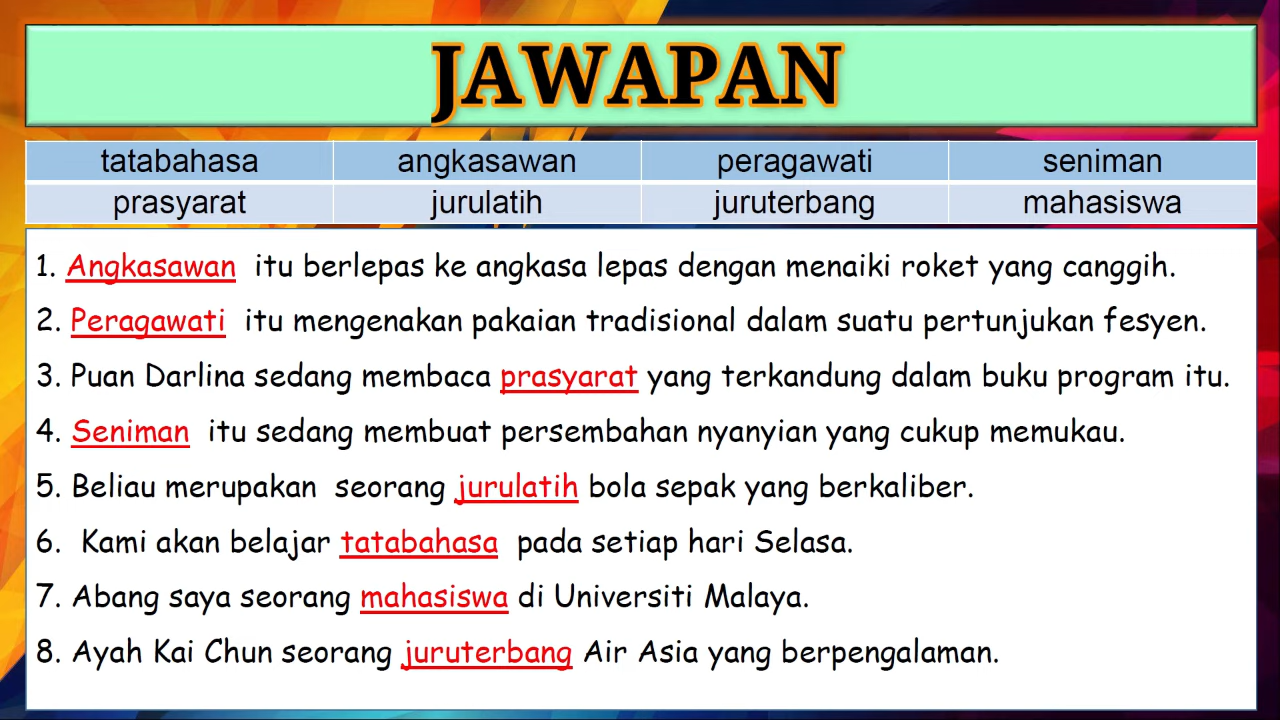 JAWAPAN
tatabahasa angkasawan peragawati seniman
prasyarat jurulatih juruterbang mahasiswa
1. Angkasawan itu berlepas ke angkasa lepas dengan menaiki roket yang canggih.
2. Peragawati itu mengenakan pakaian tradisional dalam suatu pertunjukan fesyen.
3. Puan Darlina sedang membaca prasyarat yang terkandung dalam buku program itu.
4. Seniman itu sedang membuat persembahan nyanyian yang cukup memukau.
5. Beliau merupakan seorang jurulatih bola sepak yang berkaliber.
6. Kami akan belajar tatabahasa pada setiap hari Selasa.
7. Abang saya seorang mahasiswa di Universiti Malaya.
8. Ayah Kai Chun seorang juruterbang Air Asia yang berpengalaman.